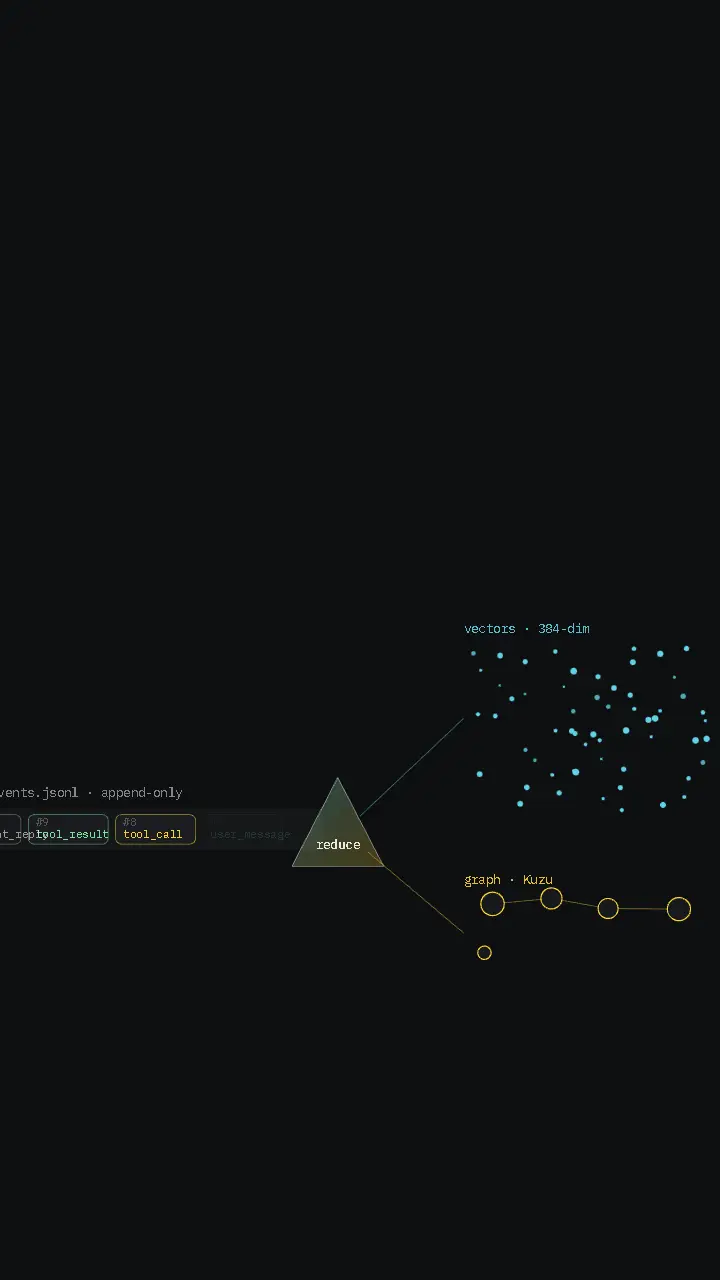 vectors · 384-dim
vents.jsonl · append-only
#9
#8
tool_result
tool_call
user_message
reduce
graph · Kuzu